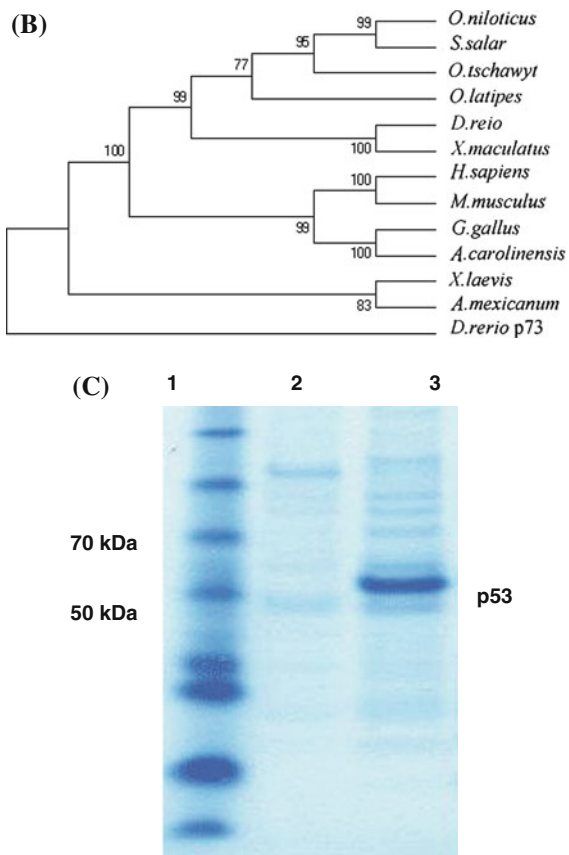 (B)
99
O.niloticus
95
S.salar
77
O.tschawyt
99
O.latipes
D.reio
100
100
X.maculatus
100
H.sapiens
M.musculus
99
G.gallus
100
A.carolinensis
X.laevis
83
A.mexicanum
D.rerio p73
(C)
1 2 3
70 kDa
50 kDa
p53